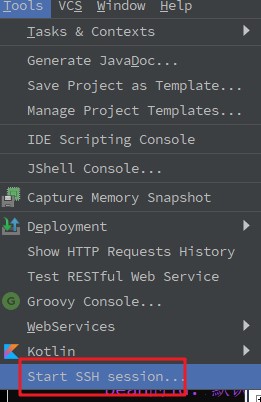 Tools VCS Window Help
Tasks & Contexts
Generate JavaDoc...
Save Project as Template...
Manage Project Templates...
IDE Scripting Console
JShell Console...
Capture Memory Snapshot
Deployment
Show HTTP Requests History
Test RESTful Web Service
G Groovy Console...
WebServices
Kotlin
Start SSH session...